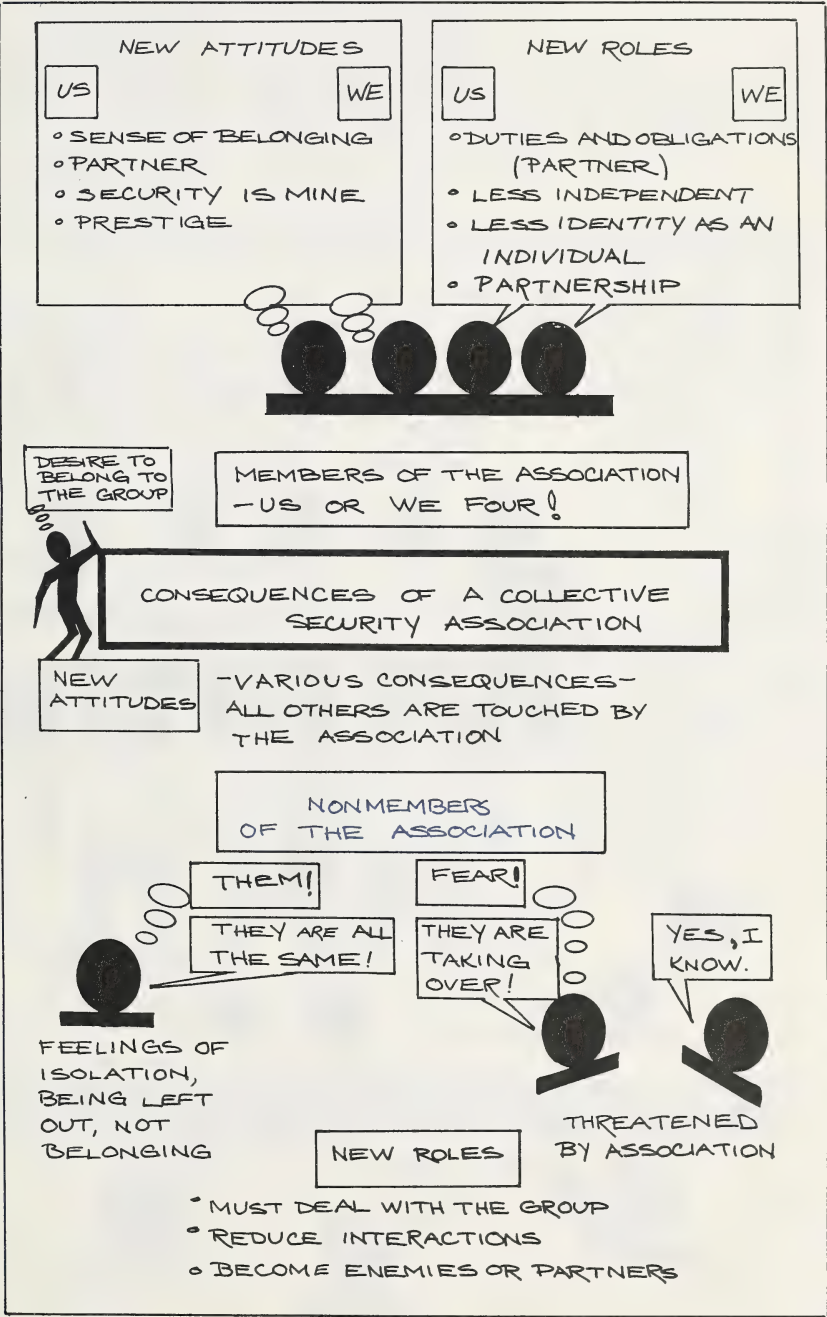 NEW ATTITUDES
US
WE
• SENSE OF BELONGING
• PARTNER
• SECURITY IS MINE
• PRESTIGE
NEW ROLES
US
WE
• DUTIES AND OBLIGATIONS
(PARTNER)
• LESS INDEPENDENT
• LESS IDENTITY AS AN
INDIVIDUAL
• PARTNERSHIP
DESIRE TO
BELONG TO
THE GROUP
MEMBERS OF THE ASSOCIATION
- US OR WE FOUR!
CONSEQUENCES OF A COLLECTIVE
SECURITY ASSOCIATION
NEW
ATTITUDES
-VARIOUS CONSEQUENCES-
ALL OTHERS ARE TOUCHED BY
THE ASSOCIATION
NONMEMBERS
OF THE ASSOCIATION
THEM!
THEY ARE ALL
THE SAME!
FEELINGS OF
ISOLATION,
BEING LEFT
OUT, NOT
BELONGING
FEAR!
THEY ARE
TAKING
OVER!
YES, I
KNOW.
THREATENED
BY ASSOCIATION
NEW ROLES
• MUST DEAL WITH THE GROUP
• REDUCE INTERACTIONS
• BECOME ENEMIES OR PARTNERS